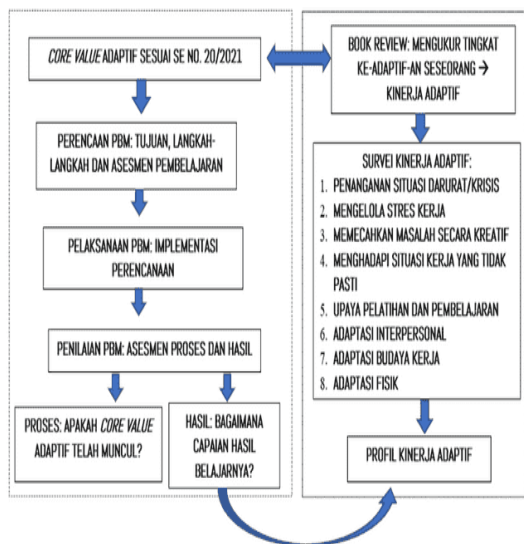 CORE VALUE ADAPTIF SESUAI SE NO. 20/2021
PERENCAAN PBM: TUJUAN, LANGKAH-
LANGKAH DAN ASESMEN PEMBELAJARAN
PELAKSANAAN PBM: IMPLEMENTASI
PERENCANAAN
PENILAIAN PBM: ASESMEN PROSES DAN HASIL
PROSES: APAKAH CORE VALUE
ADAPTIF TELAH MUNCUL?
HASIL: BAGAIMANA
CAPAIAN HASIL
BELAJARNYA?
BOOK REVIEW: MENGUKUR TINGKAT
KE-ADAPTIF-AN SESEORANG →
KINERJA ADAPTIF
SURVEI KINERJA ADAPTIF:
1. PENANGANAN SITUASI DARURAT/KRISIS
2. MENGELOLA STRES KERJA
3. MEMECAHKAN MASALAH SECARA KREATIF
4. MENGHADAPI SITUASI KERJA YANG TIDAK
PASTI
5. UPAYA PELATIHAN DAN PEMBELAJARAN
6. ADAPTASI INTERPERSONAL
7. ADAPTASI BUDAYA KERJA
8. ADAPTASI FISIK
PROFIL KINERJA ADAPTIF